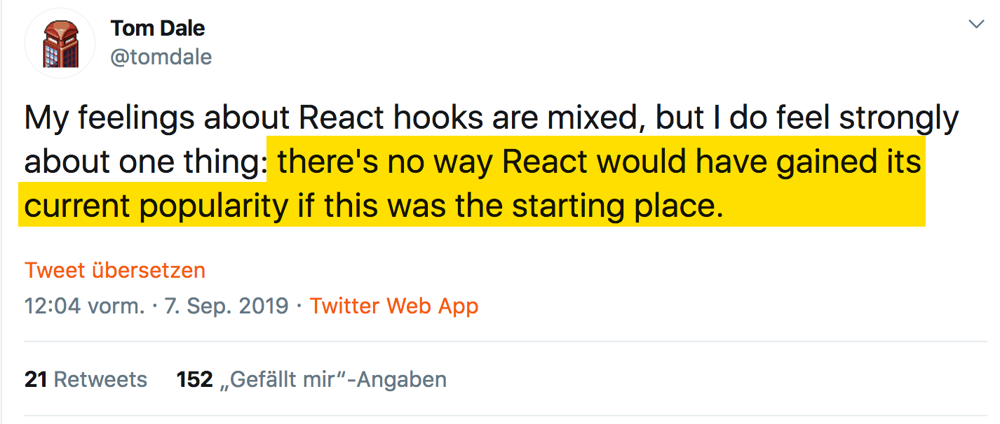 Tom Dale
@tomdale
My feelings about React hooks are mixed, but I do feel strongly
about one thing: there's no way React would have gained its
current popularity if this was the starting place.
Tweet übersetzen
12:04 vorm. · 7. Sep. 2019 · Twitter Web App
21 Retweets 152 „Gefällt mir“-Angaben